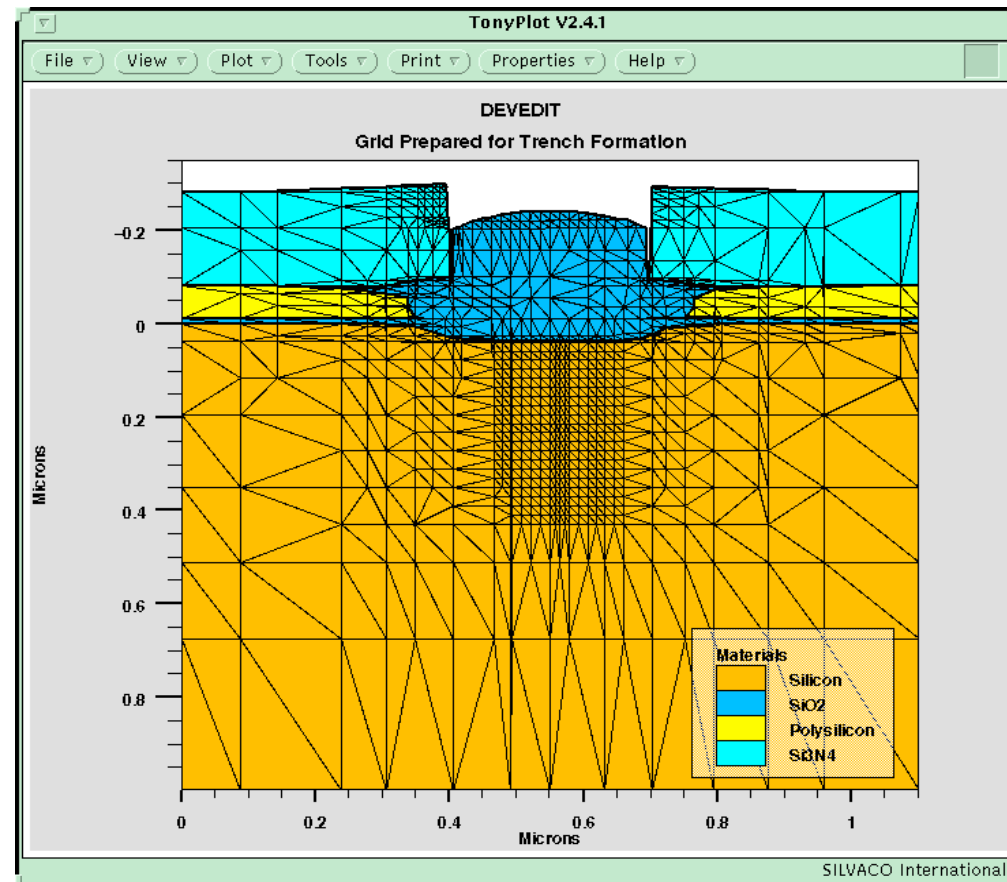 TonyPlot V2.4.1
File View Plot Tools Print Properties Help
DEVEDIT
Grid Prepared for Trench Formation
-0.2
0
0.2
0.4
0.6
0.8
Microns
Materials
Silicon
SiO2
Polysilicon
Si3N4
0 0.2 0.4 0.6 0.8 1
Microns
SILVACO International